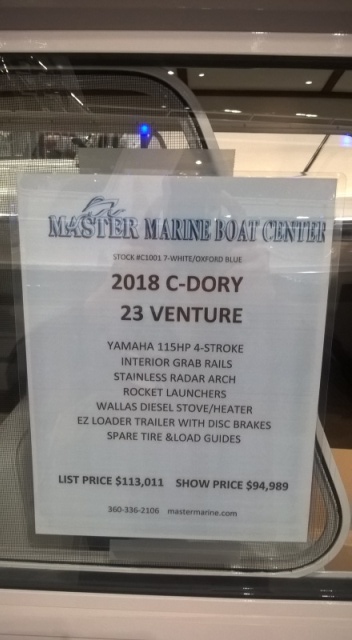 MASTER MARINE BOAT CENTER
STOCK #C1001 7-WHITE/OXFORD BLUE
2018 C-DORY
23 VENTURE
YAMAHA 115HP 4-STROKE
INTERIOR GRAB RAILS
STAINLESS RADAR ARCH
ROCKET LAUNCHERS
WALLAS DIESEL STOVE/HEATER
EZ LOADER TRAILER WITH DISC BRAKES
SPARE TIRE &LOAD GUIDES
LIST PRICE $113,011 SHOW PRICE $94,989
360-336-2106 mastermarine.com